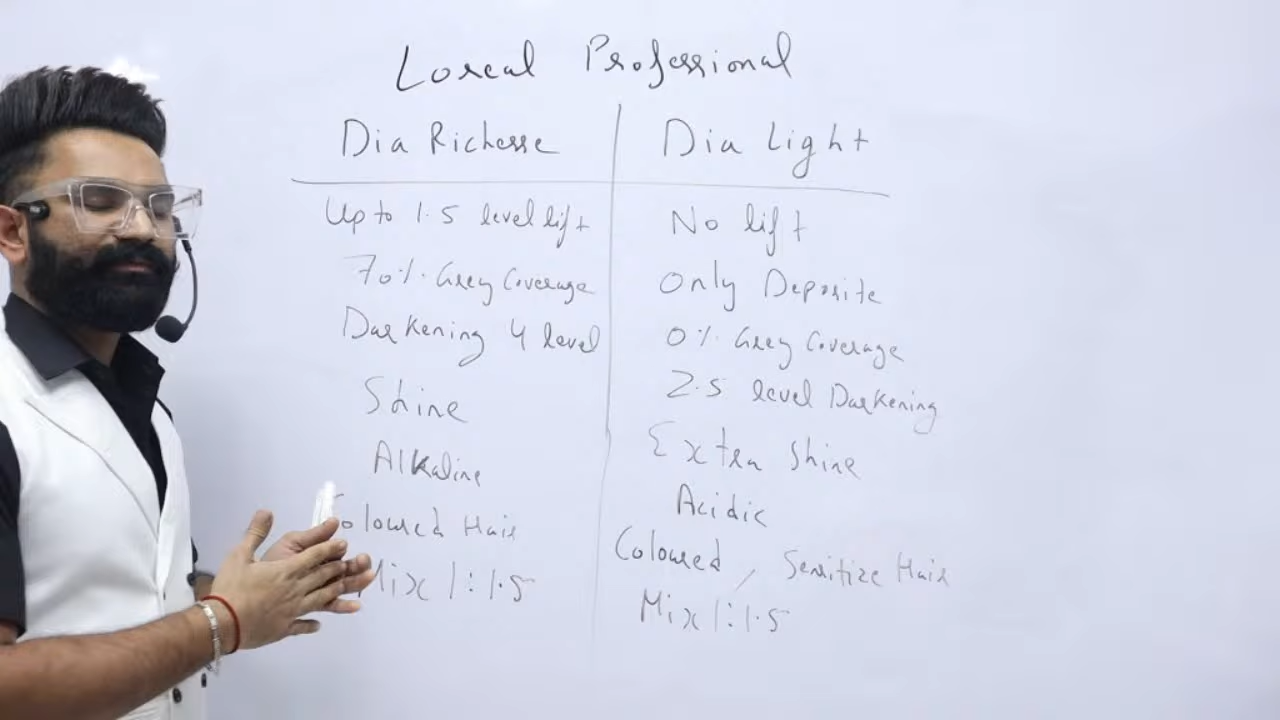 Loreal Professional
Dia Richesse
Up to 1.5 level lift
70% Grey Coverage
Darkening 4 level
Shine
Alkaline
Coloured Hair
Mix 1:1.5
Dia Light
No lift
Only Deposite
0% Grey Coverage
2.5 level Darkening
Extra Shine
Acidic
Coloured / Sensitize Hair
Mix 1:1.5